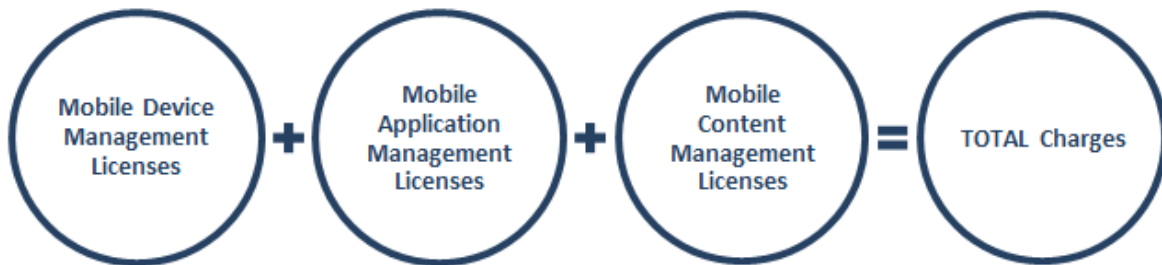 Mobile Device
Management
Licenses
+
Mobile
Application
Management
Licenses
+
Mobile
Content
Management
Licenses
=
TOTAL Charges